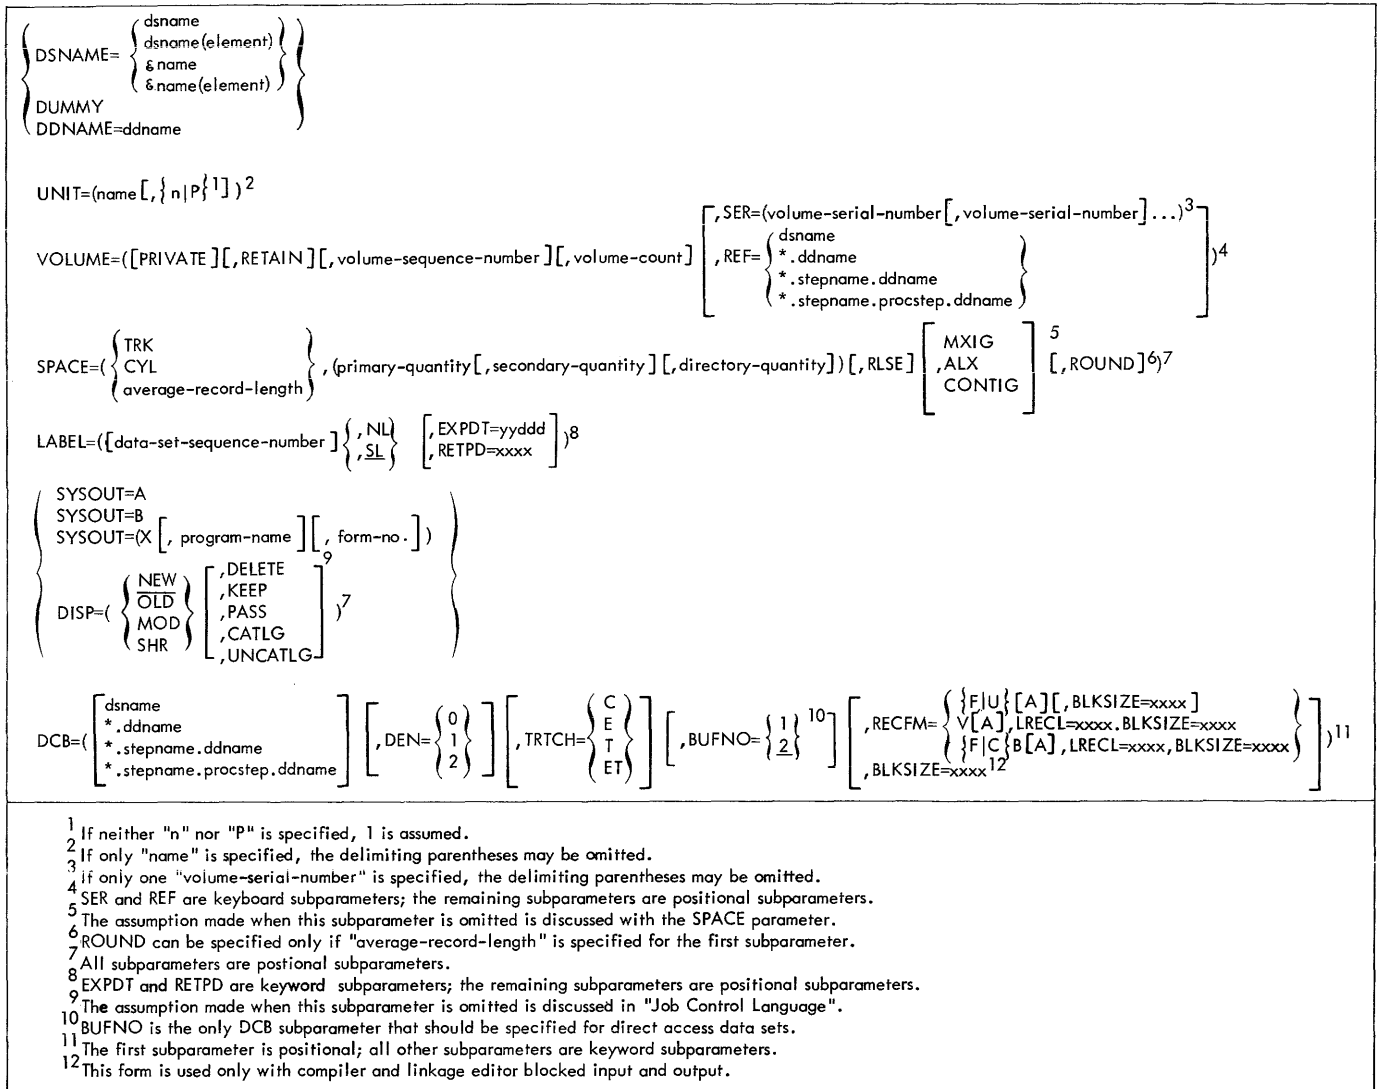 DSNAME= { dsname
dsname(element)
&name
&name(element) }
DUMMY
DDNAME=ddname
UNIT=(name[,{n|P}1])2
VOLUME=([PRIVATE][,RETAIN][,volume-sequence-number][,volume-count] [,SER=(volume-serial-number[,volume-serial-number]...)3
,REF= { dsname
*.ddname
*.stepname.ddname
*.stepname.procstep.ddname } ] )4
SPACE=( { TRK
CYL
average-record-length } ,(primary-quantity[,secondary-quantity][,directory-quantity])[,RLSE] [ MXIG
,ALX
CONTIG ] 5 [,ROUND]6)7
LABEL=([data-set-sequence-number] { ,NL
,SL } [ ,EXPDT=yyddd
,RETPD=xxxx ] )8
SYSOUT=A
SYSOUT=B
SYSOUT=(X [, program-name ][, form-no. ])
DISP=( { NEW
OLD
MOD
SHR } [ ,DELETE
,KEEP
,PASS
,CATLG
,UNCATLG ] 9 )7
DCB=( [ dsname
*.ddname
*.stepname.ddname
*.stepname.procstep.ddname ] [ ,DEN= { 0
1
2 } ] [ ,TRTCH= { C
E
T
ET } ] [ ,BUFNO= { 1
2 } 10 ] [ ,RECFM= { {F|U}[A][,BLKSIZE=xxxx]
V[A],LRECL=xxxx.BLKSIZE=xxxx
{F|C}B[A],LRECL=xxxx,BLKSIZE=xxxx }
,BLKSIZE=xxxx12 ] )11
1 If neither "n" nor "P" is specified, 1 is assumed.
2 If only "name" is specified, the delimiting parentheses may be omitted.
3 If only one "volume-serial-number" is specified, the delimiting parentheses may be omitted.
4 SER and REF are keyboard subparameters; the remaining subparameters are positional subparameters.
5 The assumption made when this subparameter is omitted is discussed with the SPACE parameter.
6 ROUND can be specified only if "average-record-length" is specified for the first subparameter.
7 All subparameters are postional subparameters.
8 EXPDT and RETPD are keyword subparameters; the remaining subparameters are positional subparameters.
9 The assumption made when this subparameter is omitted is discussed in "Job Control Language".
10 BUFNO is the only DCB subparameter that should be specified for direct access data sets.
11 The first subparameter is positional; all other subparameters are keyword subparameters.
12 This form is used only with compiler and linkage editor blocked input and output.